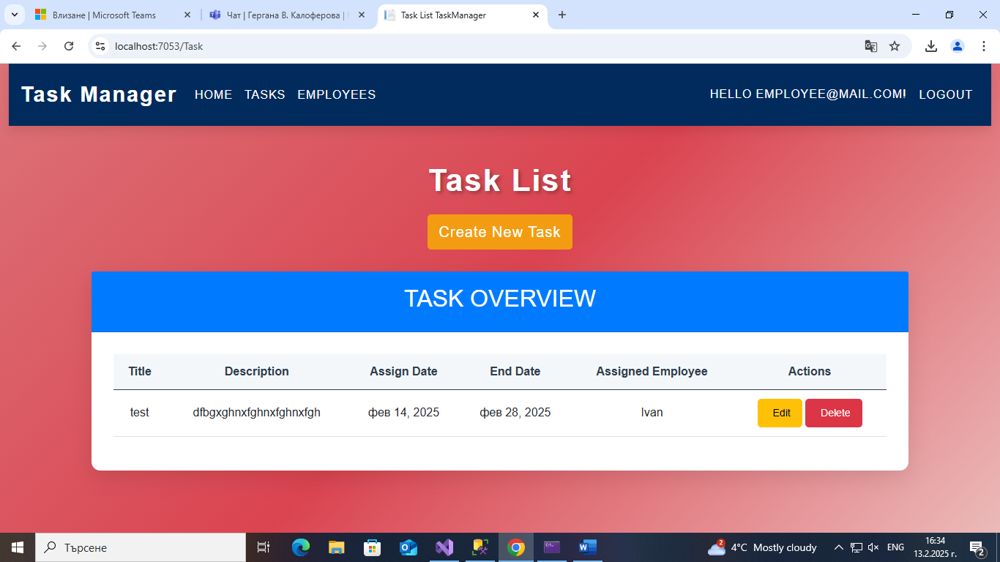 Влизане | Microsoft Teams
Чат | Гергана В. Калоферова |
Task List TaskManager
localhost:7053/Task
Task Manager HOME TASKS EMPLOYEES HELLO EMPLOYEE@MAIL.COM! LOGOUT
Task List
Create New Task
TASK OVERVIEW
Title Description Assign Date End Date Assigned Employee Actions
test dfbgxghnxfghnxfghnxfgh фев 14, 2025 фев 28, 2025 Ivan Edit Delete
Търсене
2
4°C Mostly cloudy
ENG
16:34
13.2.2025 г.
2